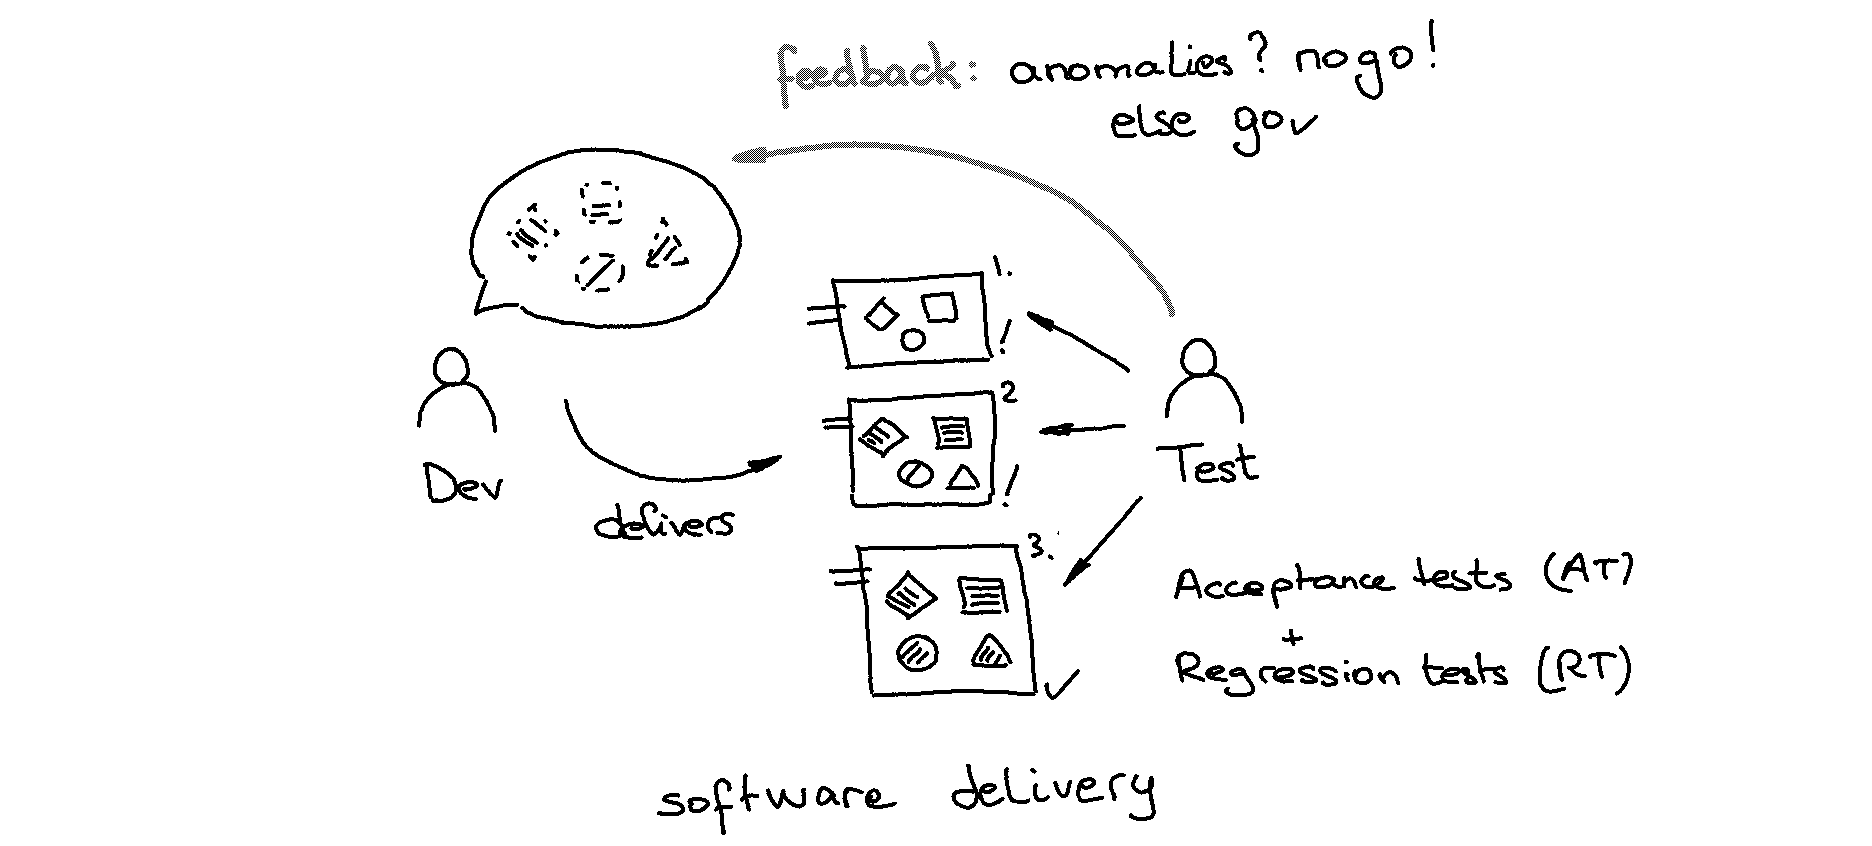 feedback: anomalies? nogo!
else go✓
1.
!
2
!
3.
✓
Dev
delivers
Test
Acceptance tests (AT)
+
Regression tests (RT)
software delivery